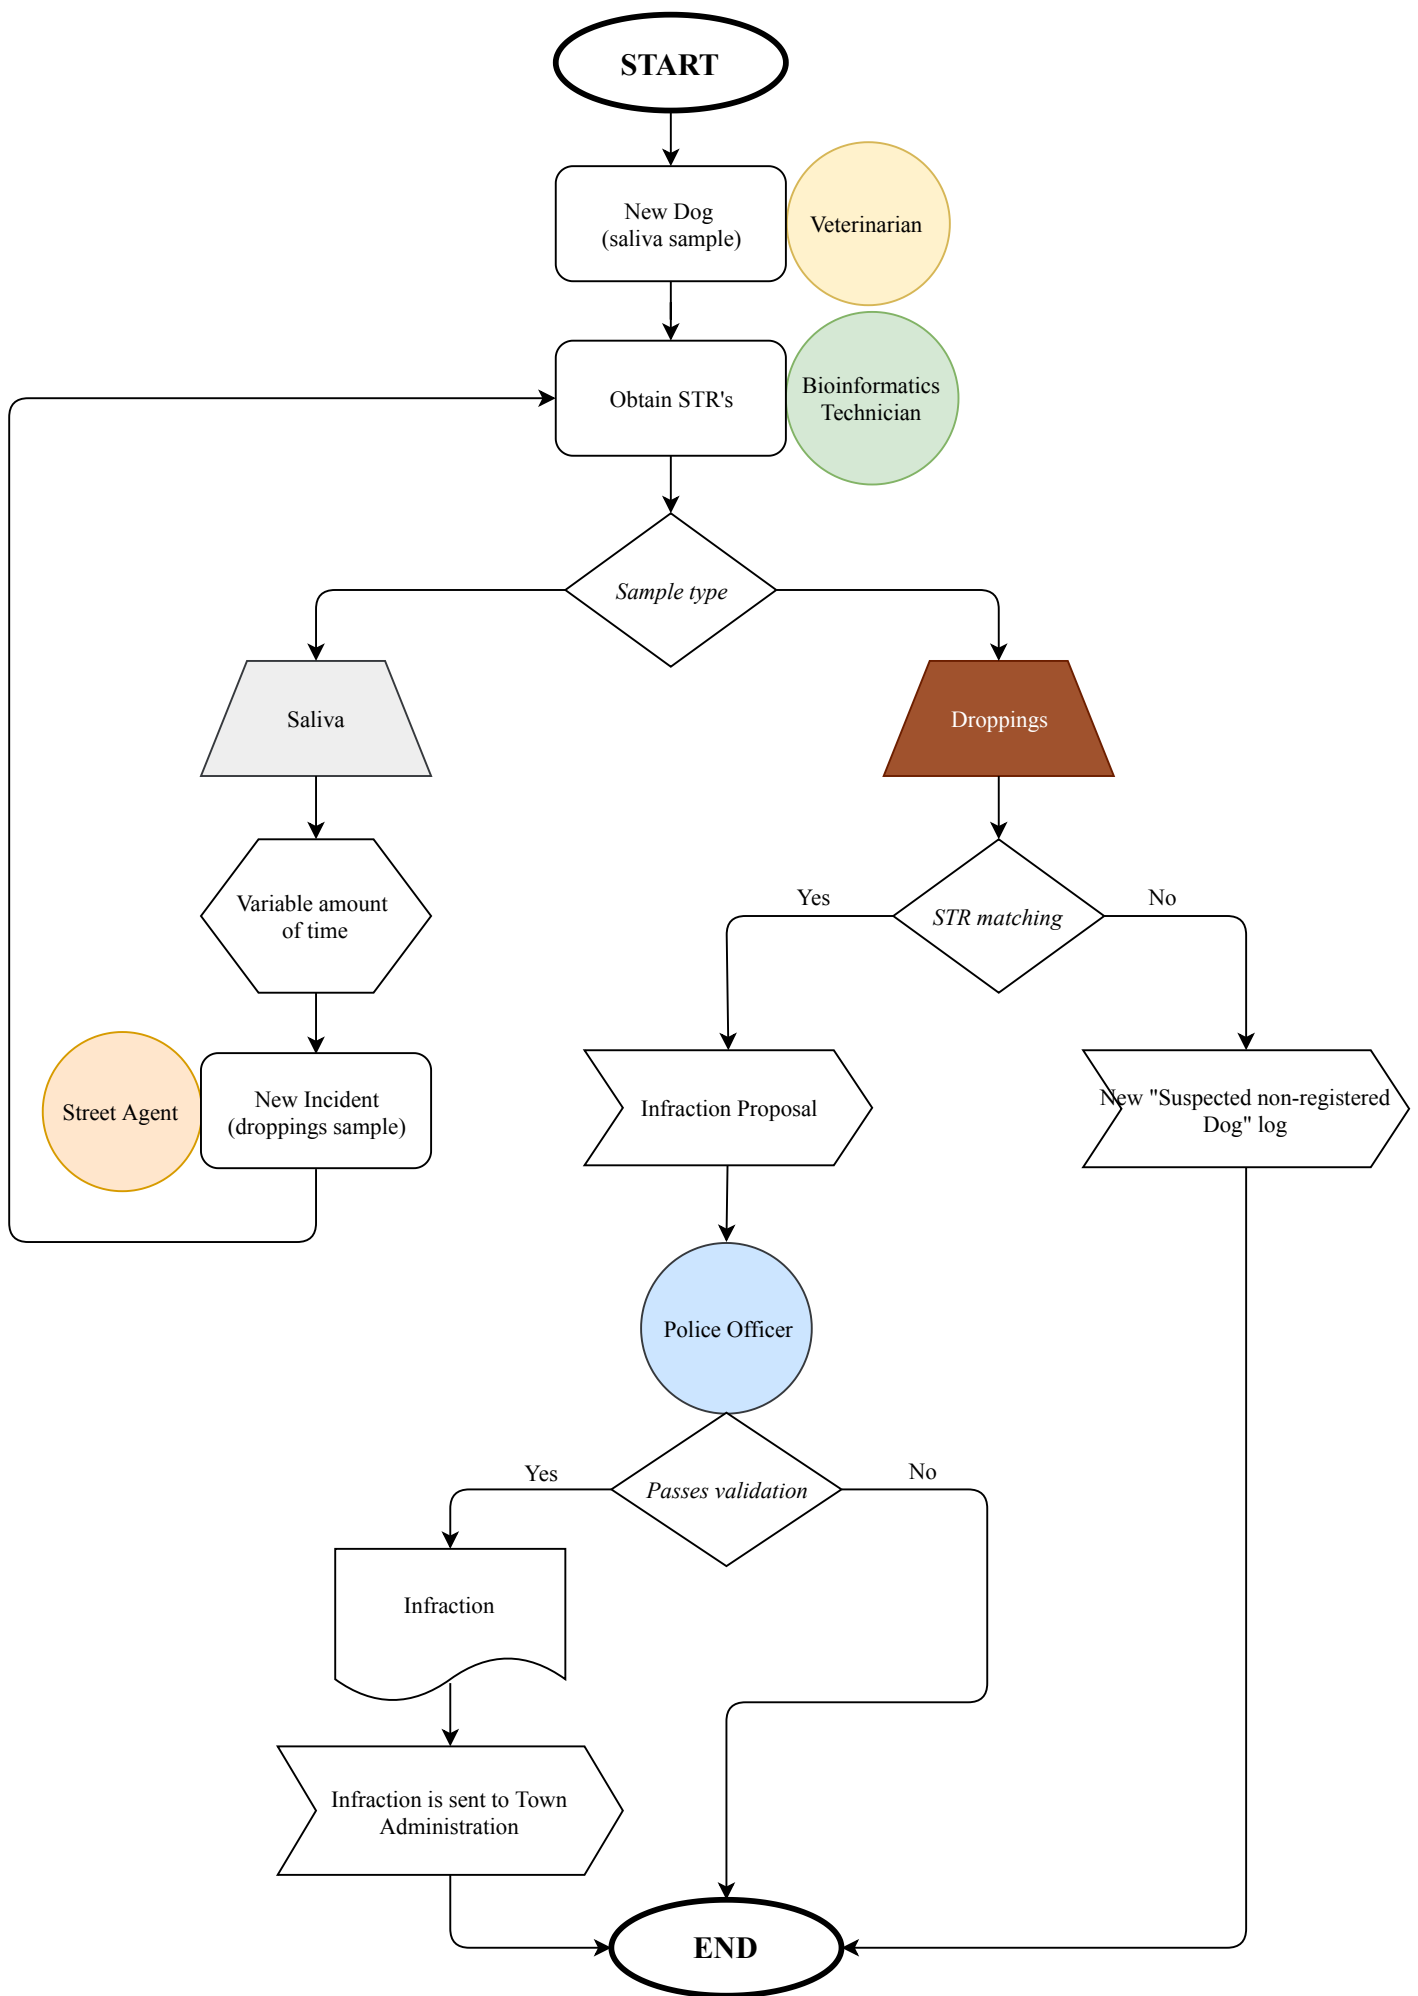 START
New Dog
(saliva sample)
Veterinarian
Obtain STR's
Bioinformatics
Technician
Sample type
Saliva
Droppings
Variable amount
of time
Yes
STR matching
No
Street Agent
New Incident
(droppings sample)
Infraction Proposal
New "Suspected non-registered
Dog" log
Police Officer
Yes
Passes validation
No
Infraction
Infraction is sent to Town
Administration
END